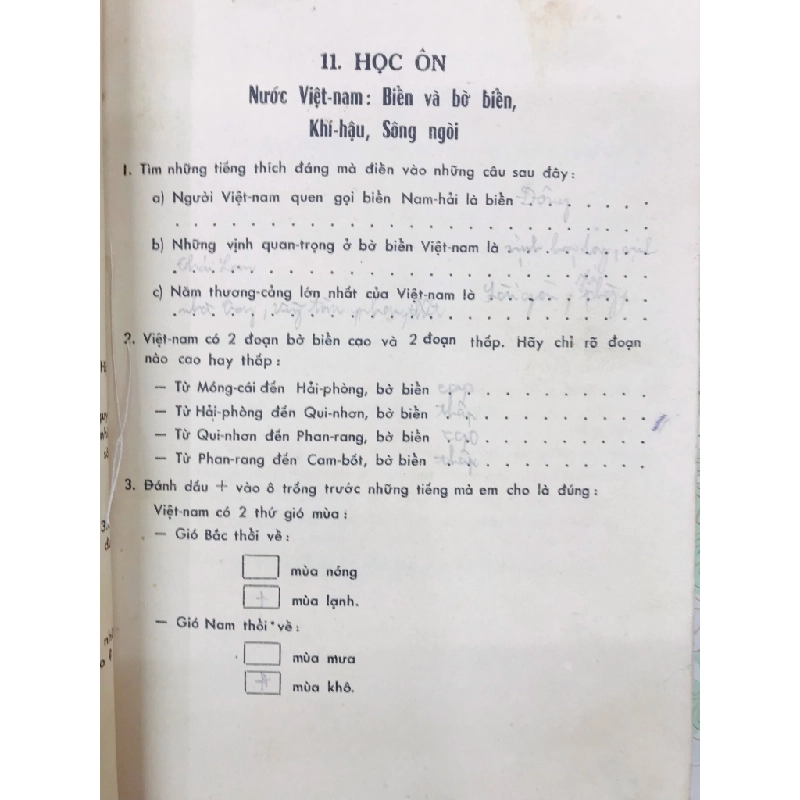 11. HỌC ÔN
Nước Việt-nam: Biển và bờ biển,
Khí-hậu, Sông ngòi
1. Tìm những tiếng thích đáng mà điền vào những câu sau đây:
a) Người Việt-nam quen gọi biển Nam-hải là biển Đông
b) Những vịnh quan-trọng ở bờ biển Việt-nam là
c) Năm thương-cảng lớn nhất của Việt-nam là
2. Việt-nam có 2 đoạn bờ biển cao và 2 đoạn thấp. Hãy chỉ rõ đoạn
nào cao hay thấp:
— Từ Mống-cái đến Hải-phòng, bờ biển
— Từ Hải-phòng đến Qui-nhơn, bờ biển
— Từ Qui-nhơn đến Phan-rang, bờ biển
— Từ Phan-rang đến Cam-bốt, bờ biển
3. Đánh dấu + vào ô trống trước những tiếng mà em cho là đúng:
Việt-nam có 2 thứ gió mùa:
— Gió Bấc thổi về:
mùa nóng
+ mùa lạnh.
— Gió Nam thổi về:
mùa mưa
+ mùa khô.